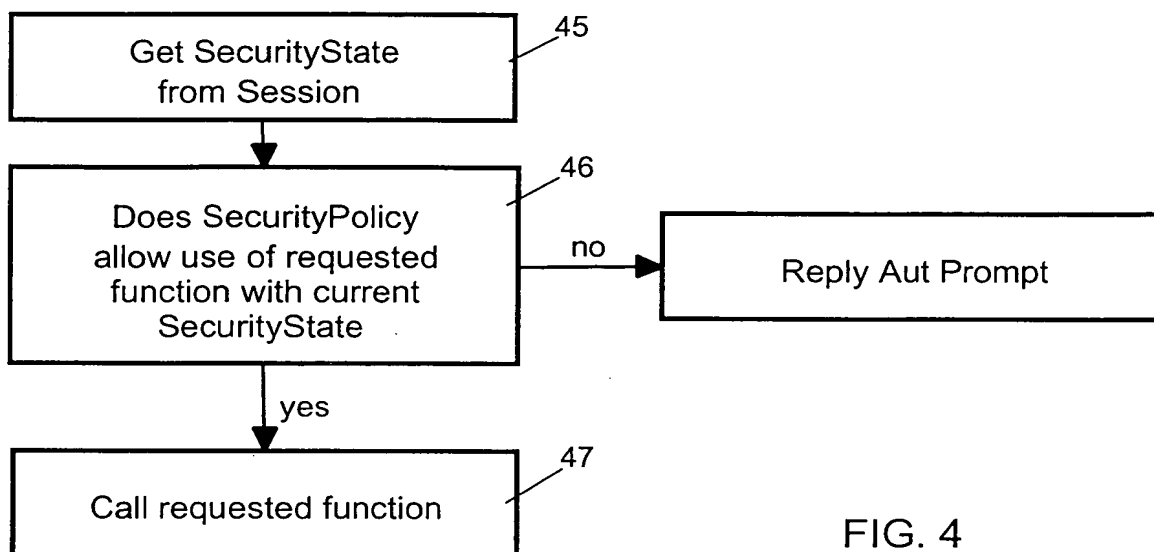 45
Get SecurityState
from Session
46
Does SecurityPolicy
allow use of requested
function with current
SecurityState
no
Reply Aut Prompt
yes
47
Call requested function
FIG. 4